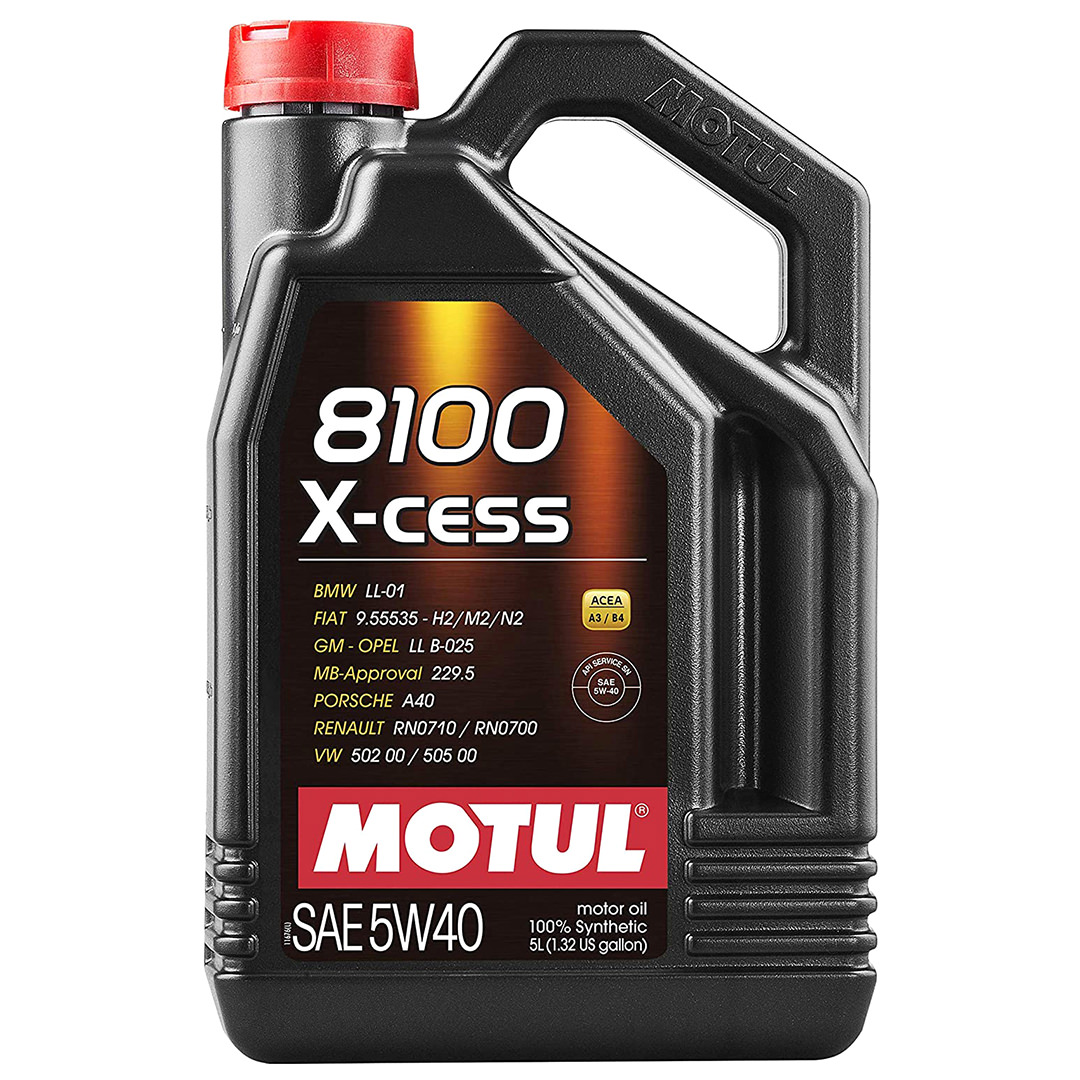 MOTUL
8100
X-cess
BMW LL-01
FIAT 9.55535 - H2/M2/N2
GM - OPEL LL B-025
MB-Approval 229.5
PORSCHE A40
RENAULT RN0710 / RN0700
VW 502 00 / 505 00
ACEA
A3 / B4
API SERVICE SN
SAE
5W-40
MOTUL®
SAE 5W40
motor oil
100% Synthetic
5L (1.32 US gallon)